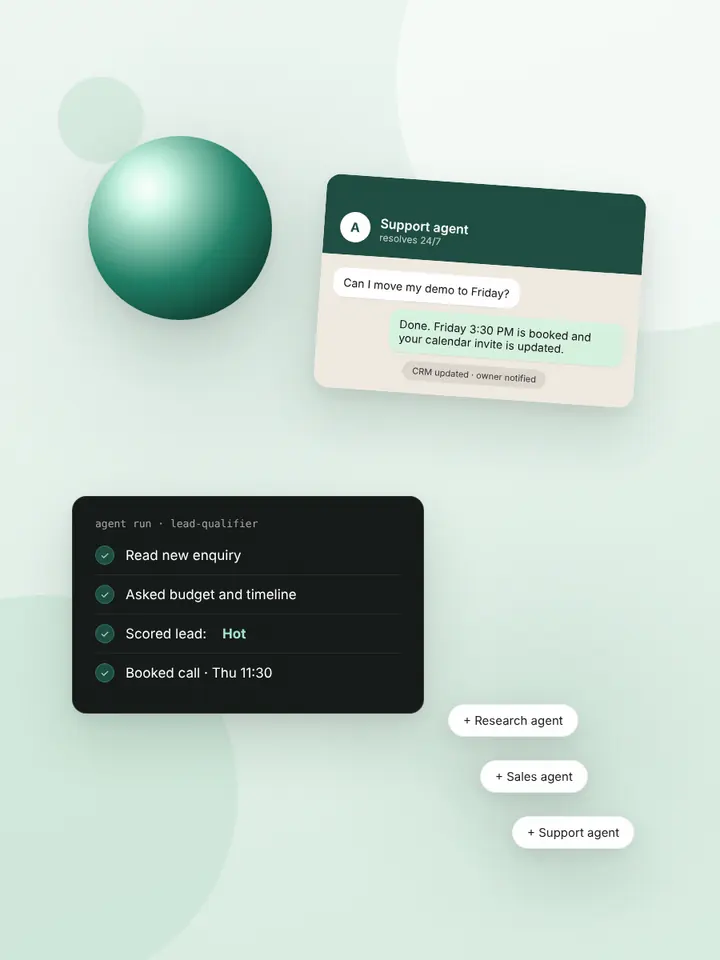 A
Support agent
resolves 24/7
Can I move my demo to Friday?
Done. Friday 3:30 PM is booked and
your calendar invite is updated.
CRM updated · owner notified
agent run · lead-qualifier
Read new enquiry
Asked budget and timeline
Scored lead: Hot
Booked call · Thu 11:30
+ Research agent
+ Sales agent
+ Support agent